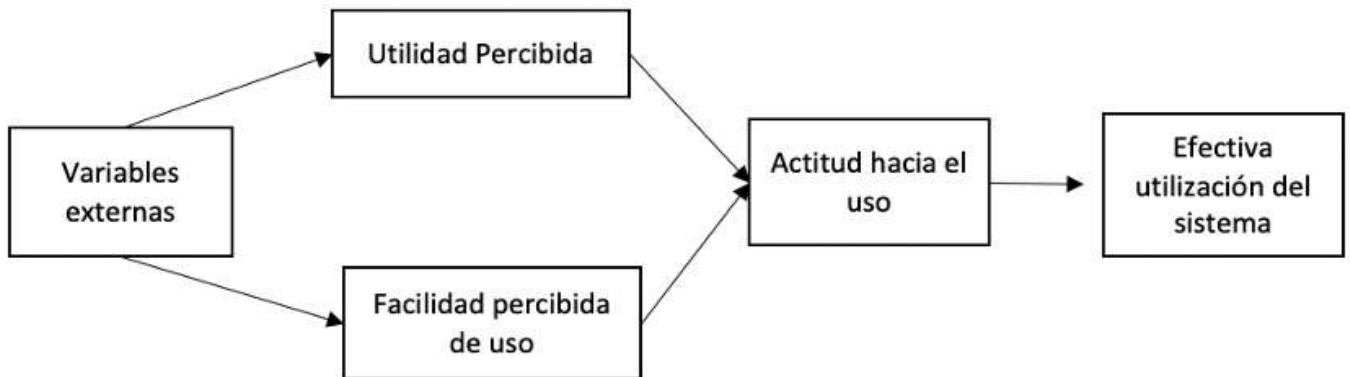 Utilidad Percibida
Variables
externas
Facilidad percibida
de uso
Actitud hacia el
uso
Efectiva
utilización del
sistema